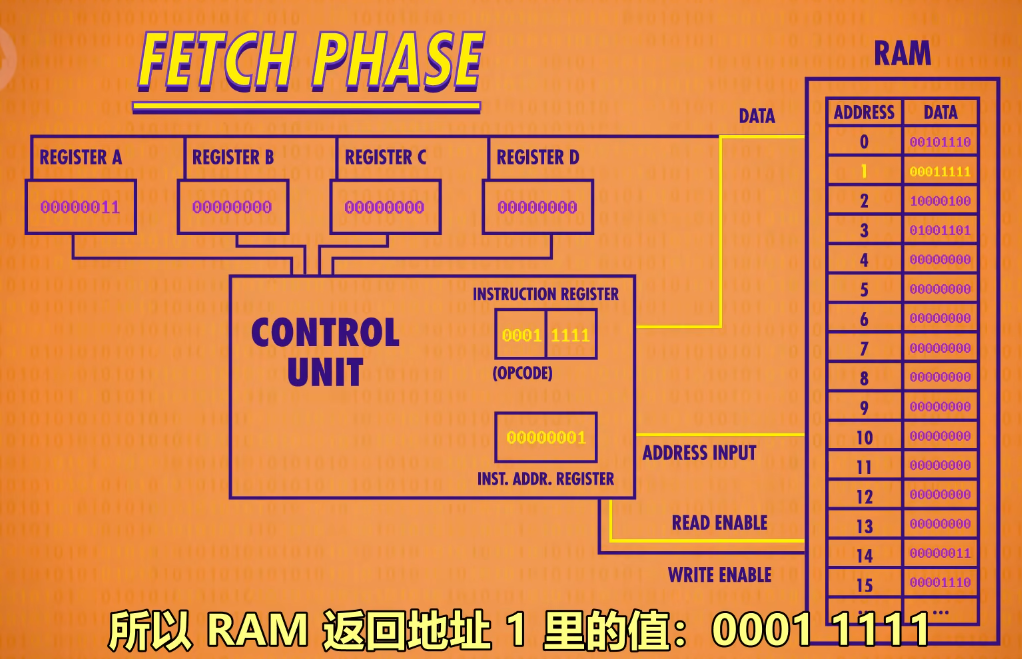 FETCH PHASE
RAM
DATA
ADDRESS DATA
0 00101110
1 00011111
2 10000100
3 01001101
4 00000000
5 00000000
6 00000000
7 00000000
8 00000000
9 00000000
10 00000000
11 00000000
12 00000000
13 00000000
14 00000011
15 00001110
... ...
REGISTER A
00000011
REGISTER B
00000000
REGISTER C
00000000
REGISTER D
00000000
CONTROL
UNIT
INSTRUCTION REGISTER
0001 1111
(OPCODE)
00000001
INST. ADDR. REGISTER
ADDRESS INPUT
READ ENABLE
WRITE ENABLE
所以 RAM 返回地址 1 里的值：0001 1111